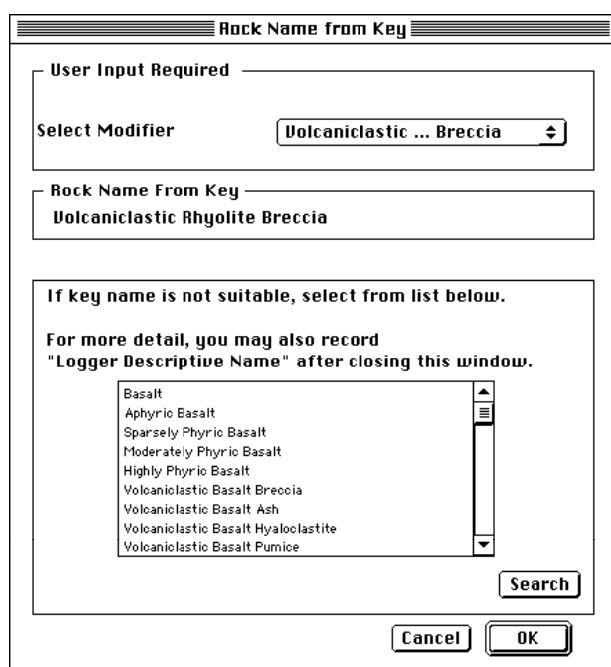 Rock Name from Key
User Input Required
Select Modifier
Volcaniclastic ... Breccia
Rock Name From Key
Volcaniclastic Rhyolite Breccia
If key name is not suitable, select from list below.
For more detail, you may also record
"Logger Descriptive Name" after closing this window.
Basalt
Aphyric Basalt
Sparsely Phyric Basalt
Moderately Phyric Basalt
Highly Phyric Basalt
Volcaniclastic Basalt Breccia
Volcaniclastic Basalt Ash
Volcaniclastic Basalt Hyaloclastite
Volcaniclastic Basalt Pumice
Search
Cancel
OK